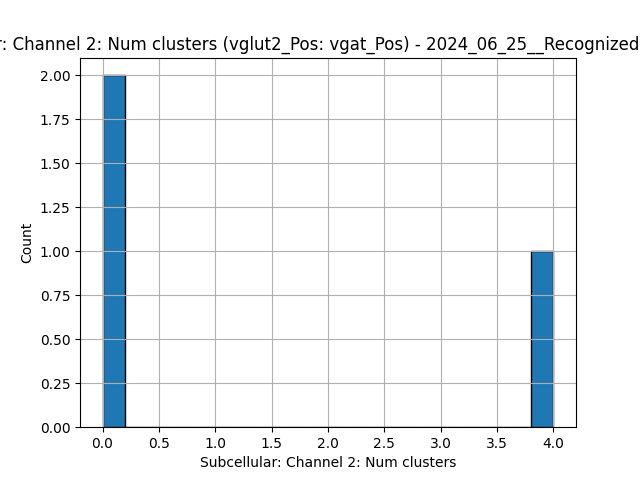 r: Channel 2: Num clusters (vglut2_Pos: vgat_Pos) - 2024_06_25__Recognized
2.00
1.75
1.50
1.25
1.00
0.75
0.50
0.25
0.00
Count
0.0 0.5 1.0 1.5 2.0 2.5 3.0 3.5 4.0
Subcellular: Channel 2: Num clusters